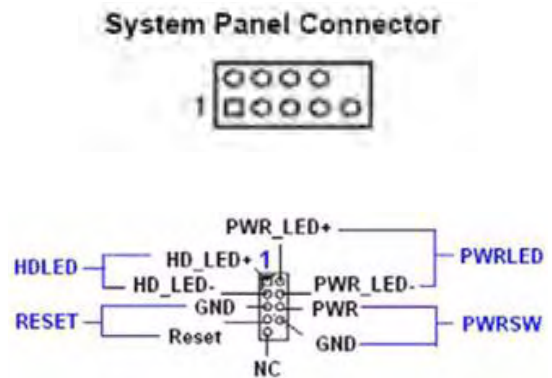 System Panel Connector
1
PWR_LED+
HD_LED+ 1
PWRLED
HDLED
HD_LED-
PWR_LED-
GND
PWR
RESET
PWRSW
Reset
GND
NC